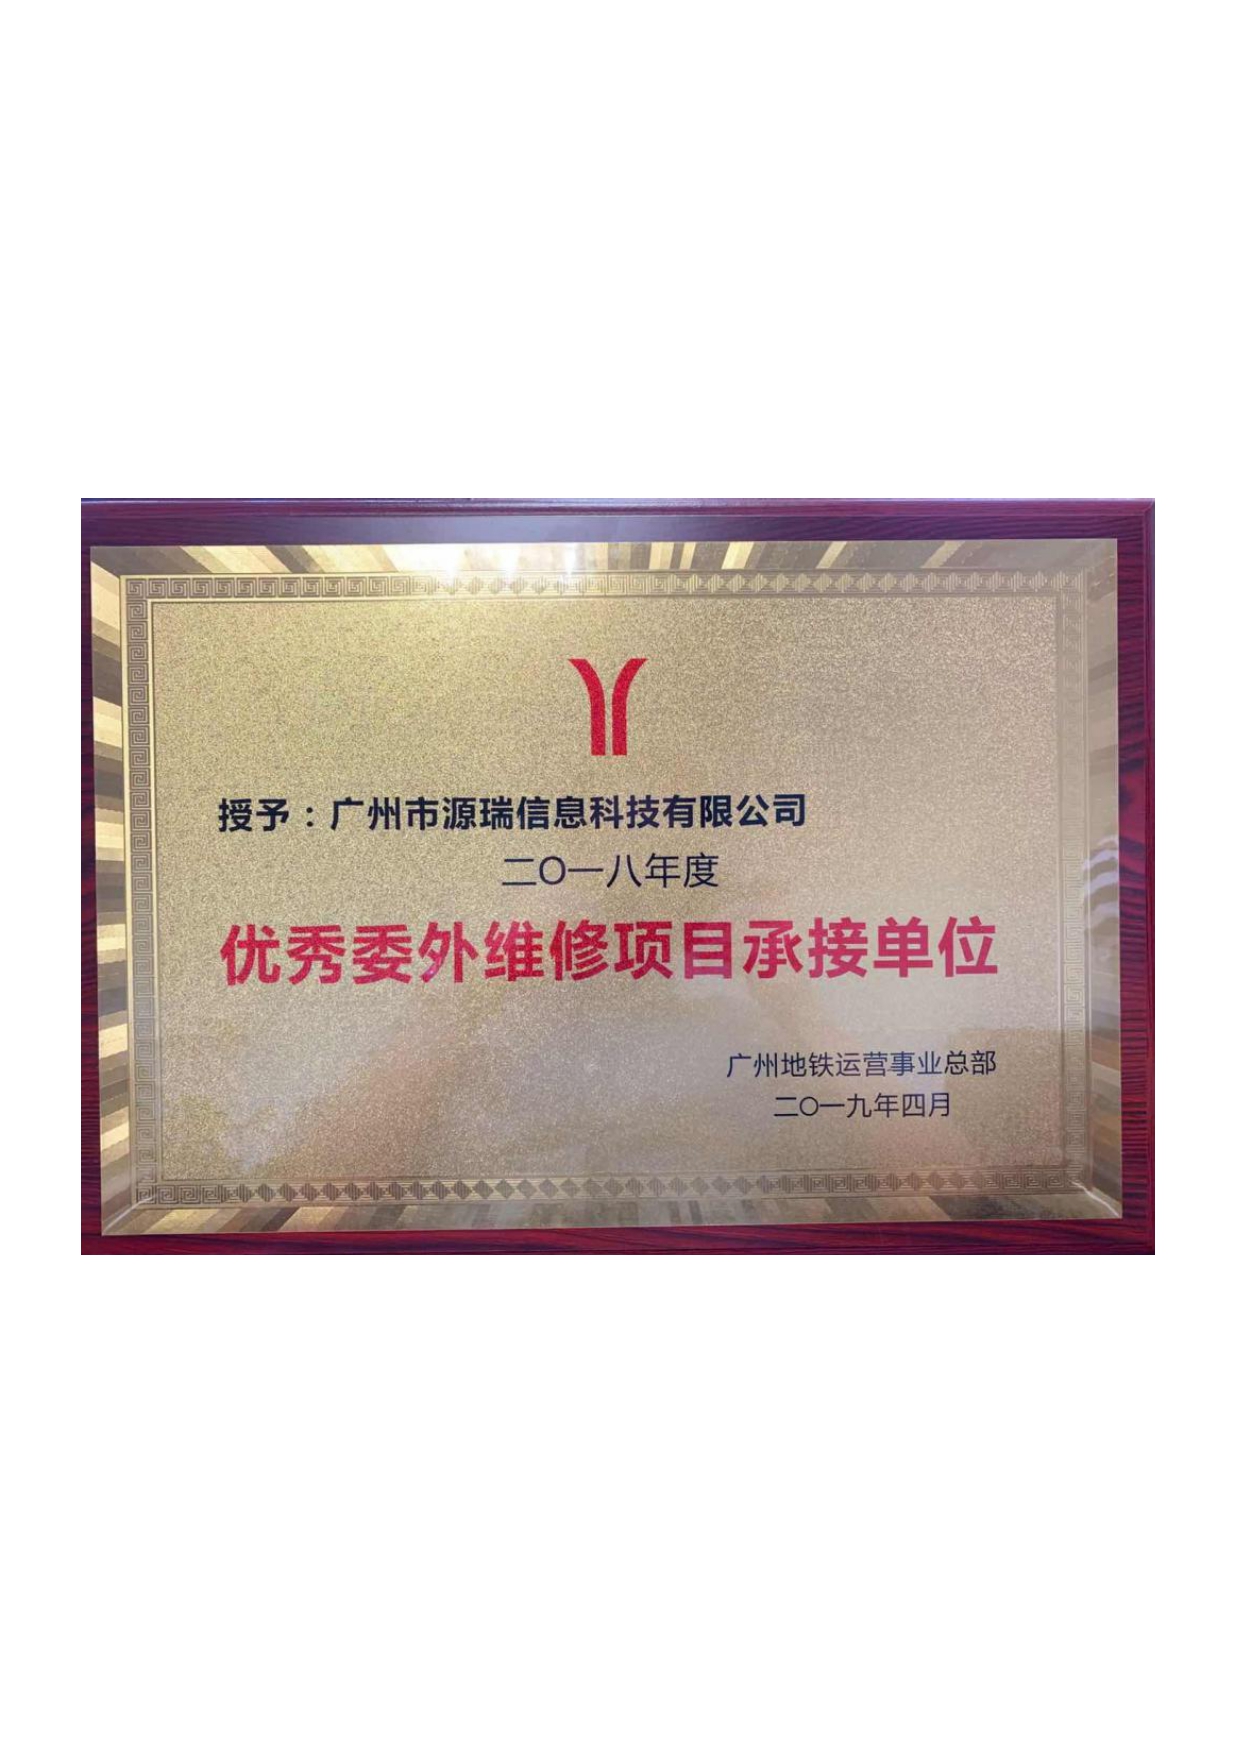 授予：广州市源瑞信息科技有限公司
二〇一八年度
优秀委外维修项目承接单位
广州地铁运营事业总部
二〇一九年四月